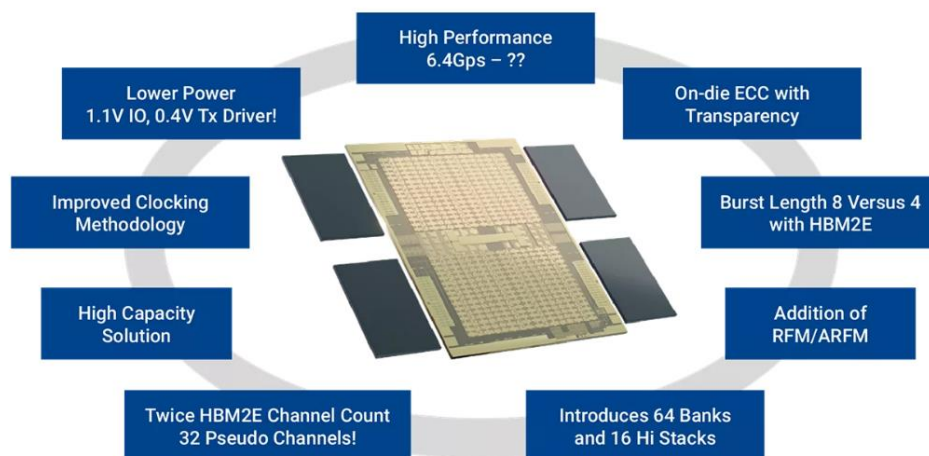 High Performance
6.4Gps – ??
Lower Power
1.1V IO, 0.4V Tx Driver!
On-die ECC with
Transparency
Improved Clocking
Methodology
Burst Length 8 Versus 4
with HBM2E
High Capacity
Solution
Addition of
RFM/ARFM
Twice HBM2E Channel Count
32 Pseudo Channels!
Introduces 64 Banks
and 16 Hi Stacks